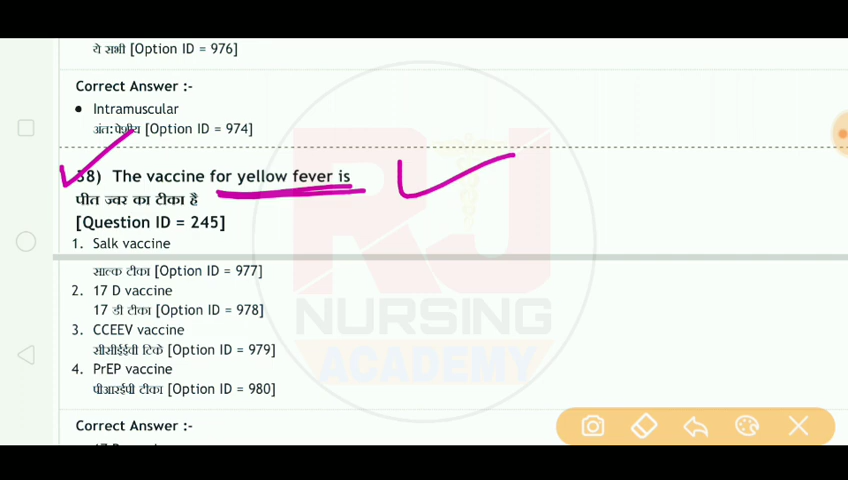 ये सभी [Option ID = 976]
Correct Answer :-
• Intramuscular
अंत:पेशीय [Option ID = 974]
38) The vaccine for yellow fever is
पीत ज्वर का टीका है
[Question ID = 245]
1. Salk vaccine
साल्क टीका [Option ID = 977]
2. 17 D vaccine
17 डी टीका [Option ID = 978]
3. CCEEV vaccine
सीसीईईवी टिके [Option ID = 979]
4. PrEP vaccine
पीआरईपी टीका [Option ID = 980]
Correct Answer :-
RJ
NURSING
ACADEMY